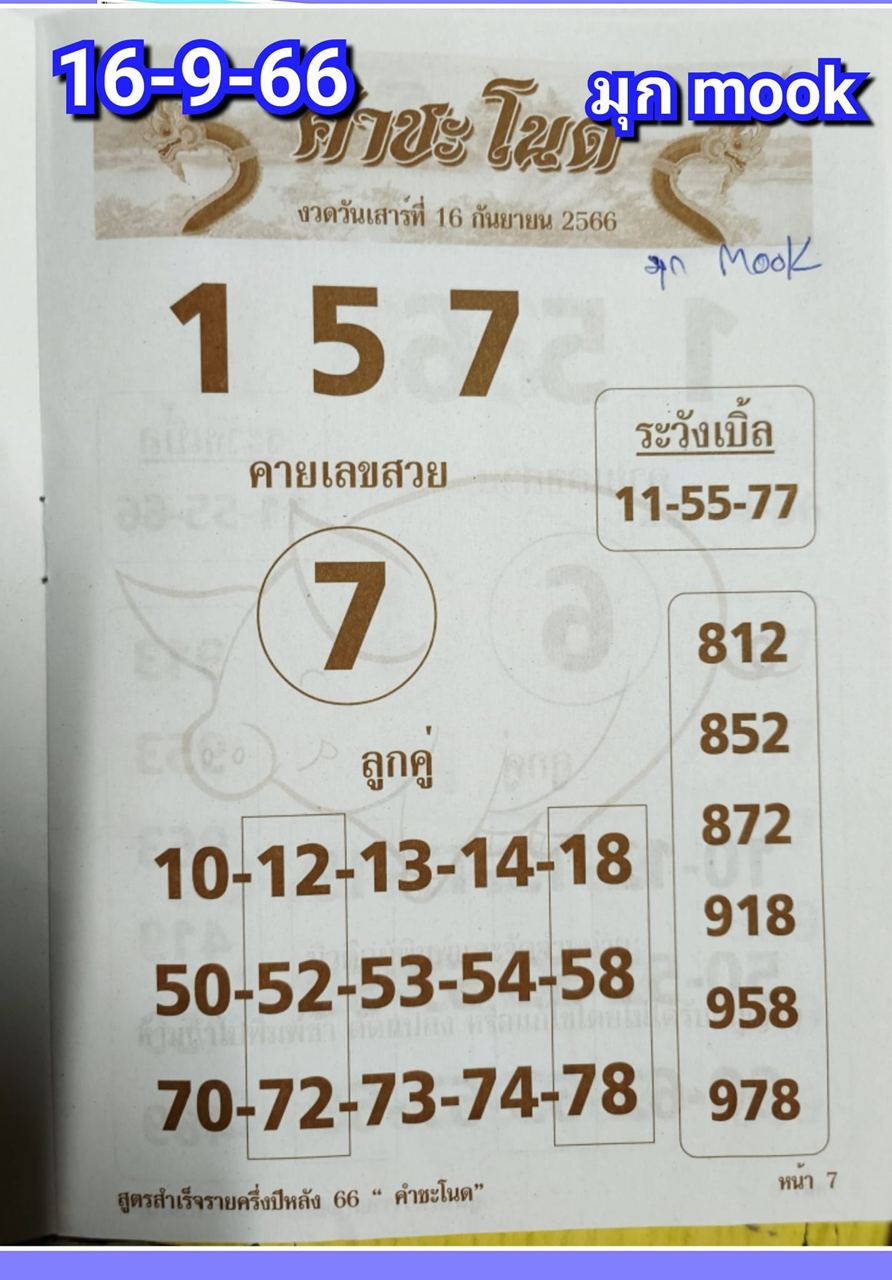 16-9-66
มุก mook
คำชะโนด
งวดวันเสาร์ที่ 16 กันยายน 2566
มุก MOOK
1 5 7
ระวังเบิ้ล
11-55-77
คายเลขสวย
7
812
852
872
918
958
978
ลูกคู่
10-12-13-14-18
50-52-53-54-58
70-72-73-74-78
สูตรสำเร็จรายครึ่งปีหลัง 66 “ คำชะโนด”
หน้า 7